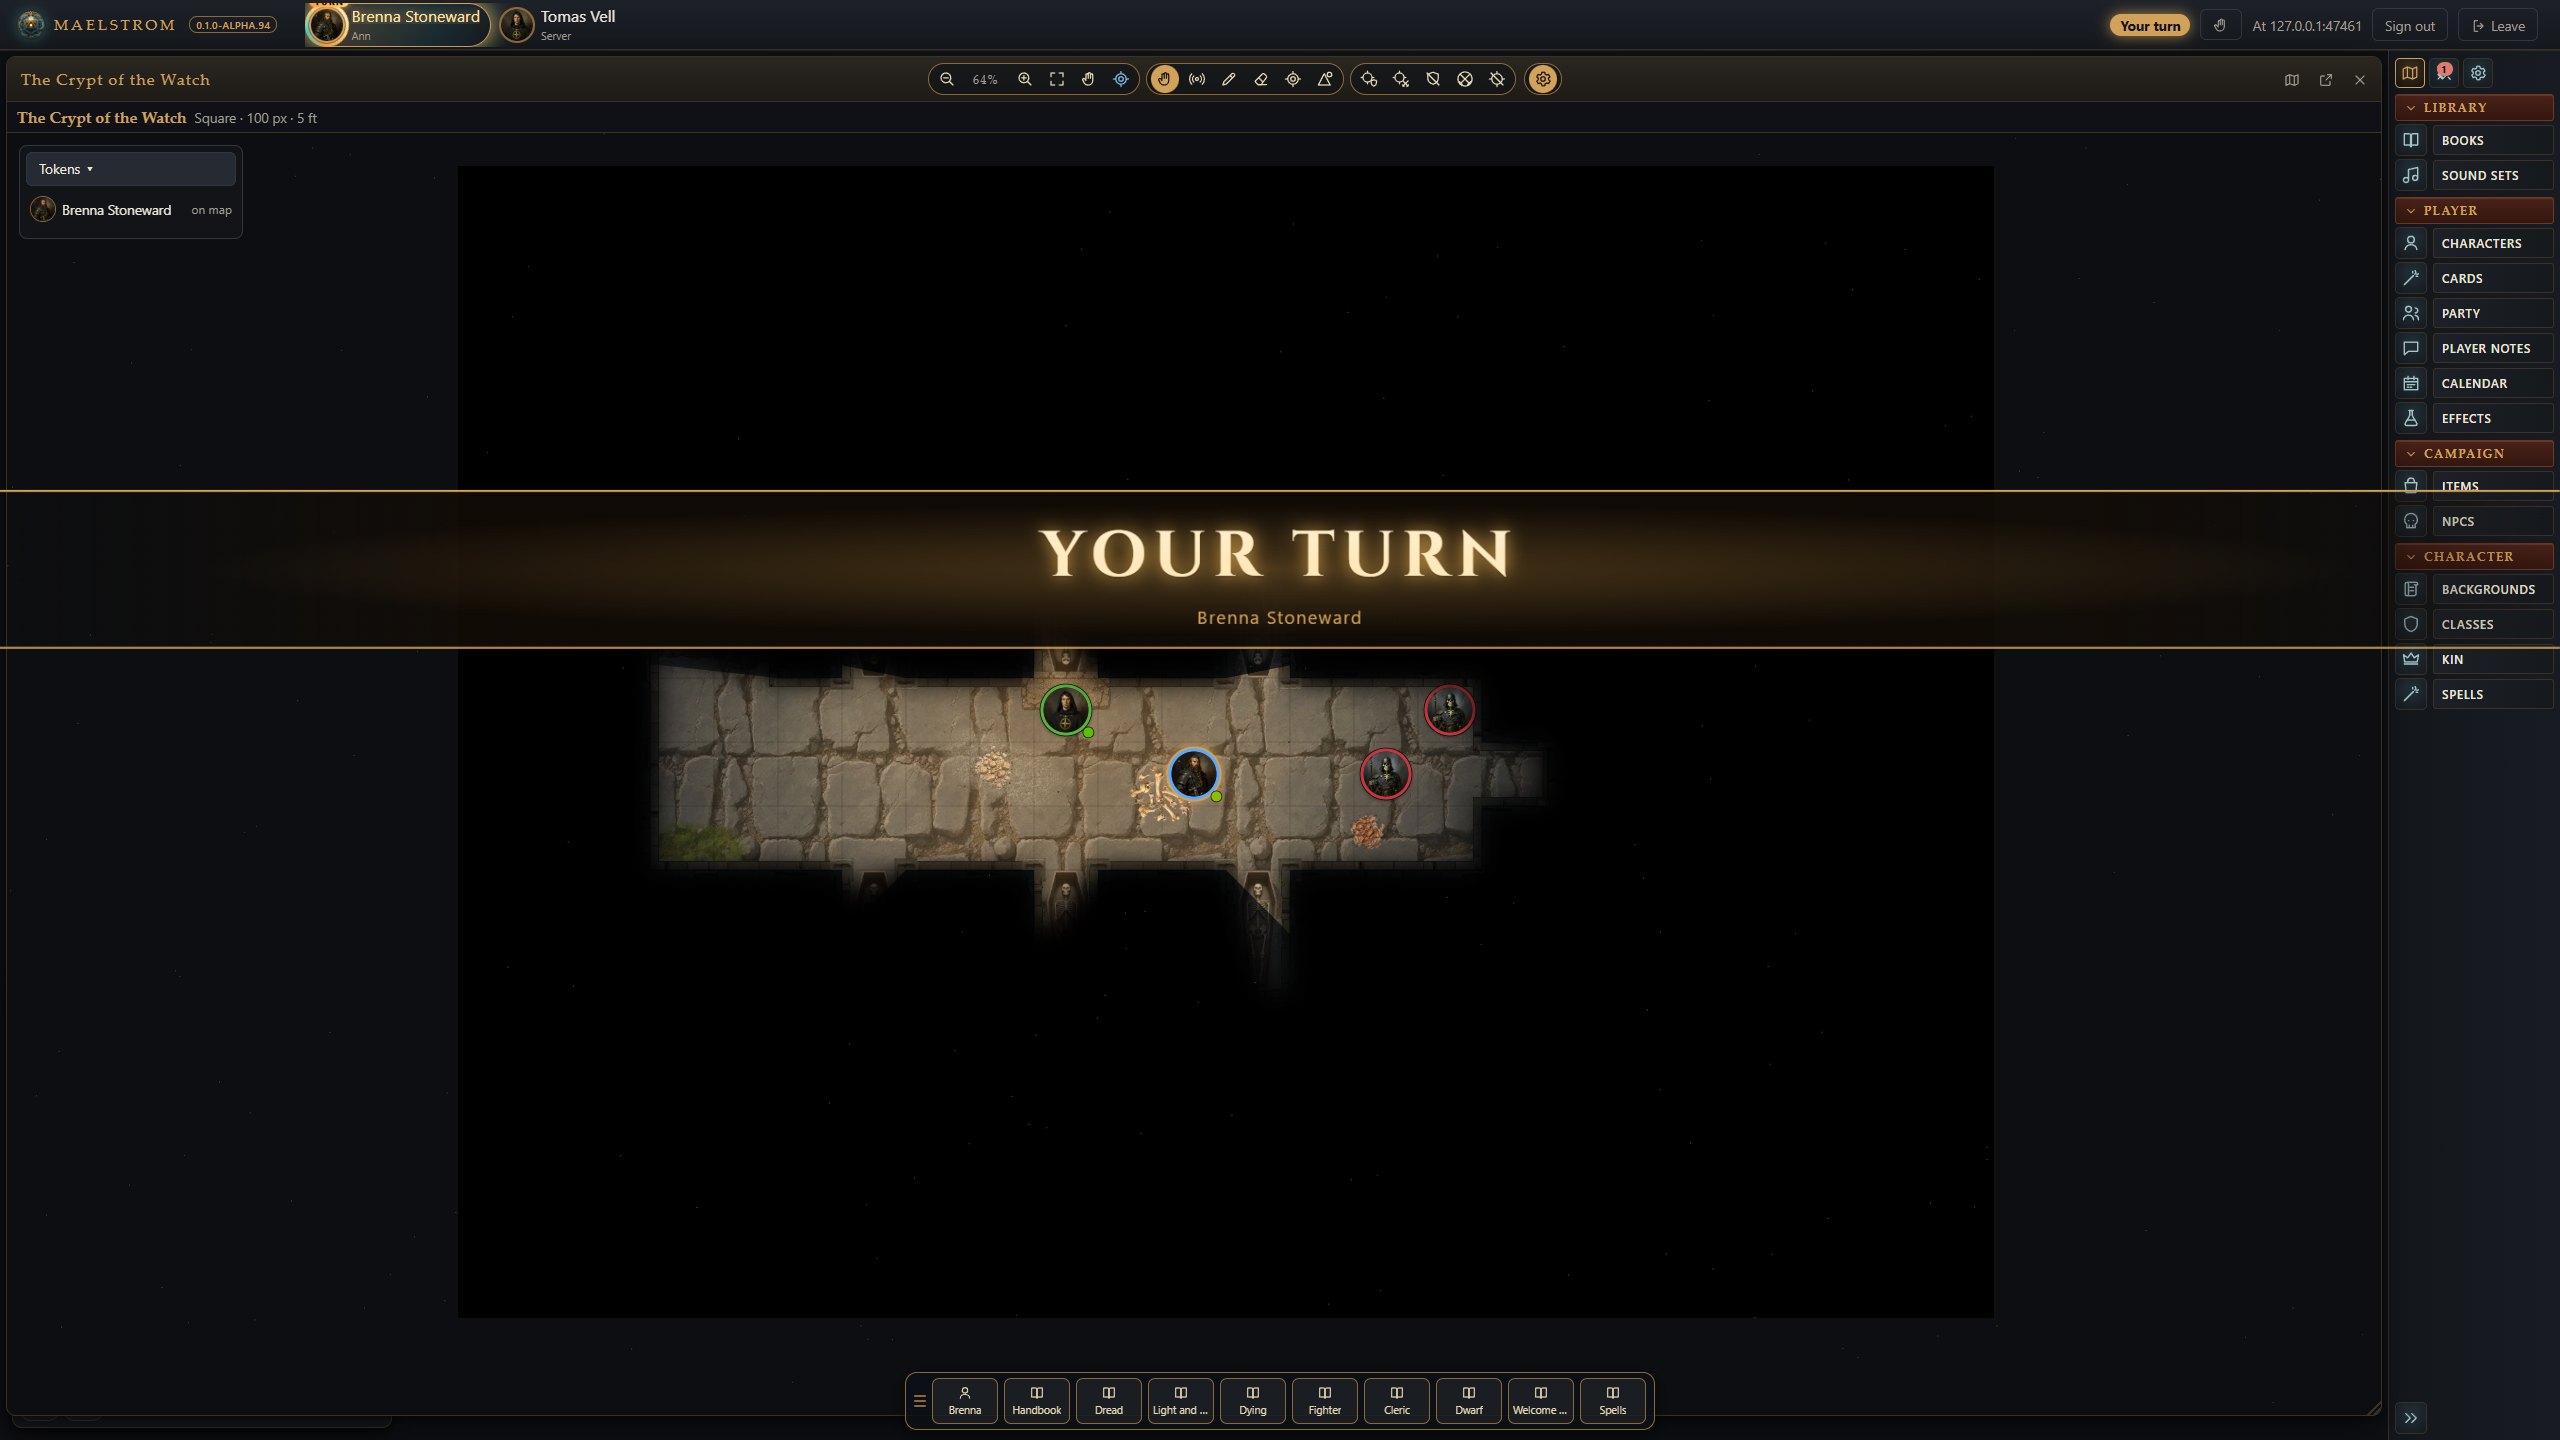 MAELSTROM
0.1.0-ALPHA.94
Brenna Stoneward
Ann
Tomas Vell
Server
Your turn
At 127.0.0.1:47461
Sign out
Leave
The Crypt of the Watch
64%
1
The Crypt of the Watch Square · 100 px · 5 ft
Tokens
Brenna Stoneward on map
LIBRARY
BOOKS
SOUND SETS
PLAYER
CHARACTERS
CARDS
PARTY
PLAYER NOTES
CALENDAR
EFFECTS
CAMPAIGN
ITEMS
NPCS
CHARACTER
BACKGROUNDS
CLASSES
KIN
SPELLS
YOUR TURN
Brenna Stoneward
Brenna
Handbook
Dread
Light and ...
Dying
Fighter
Cleric
Dwarf
Welcome ...
Spells